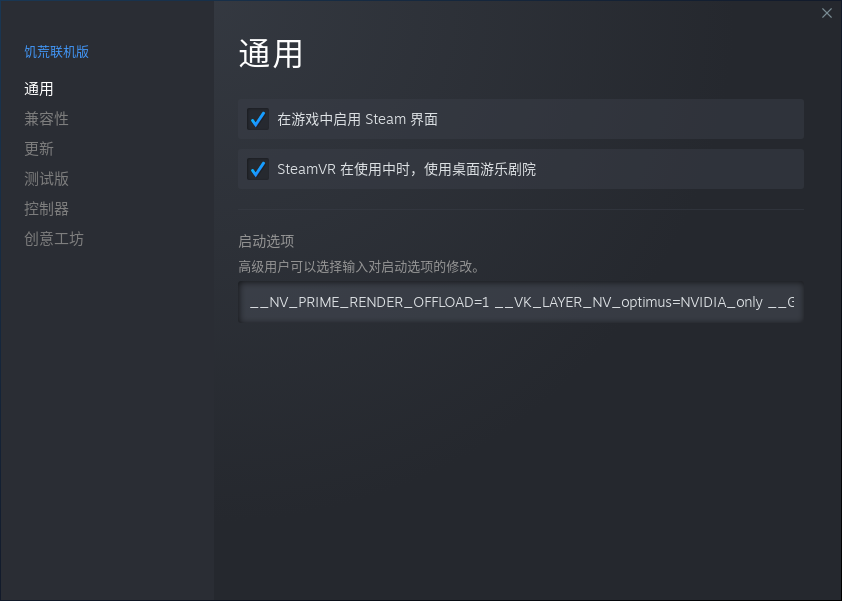 饥荒联机版
通用
兼容性
更新
测试版
控制器
创意工坊
通用
在游戏中启用 Steam 界面
SteamVR 在使用中时，使用桌面游乐剧院
启动选项
高级用户可以选择输入对启动选项的修改。
__NV_PRIME_RENDER_OFFLOAD=1 __VK_LAYER_NV_optimus=NVIDIA_only __G